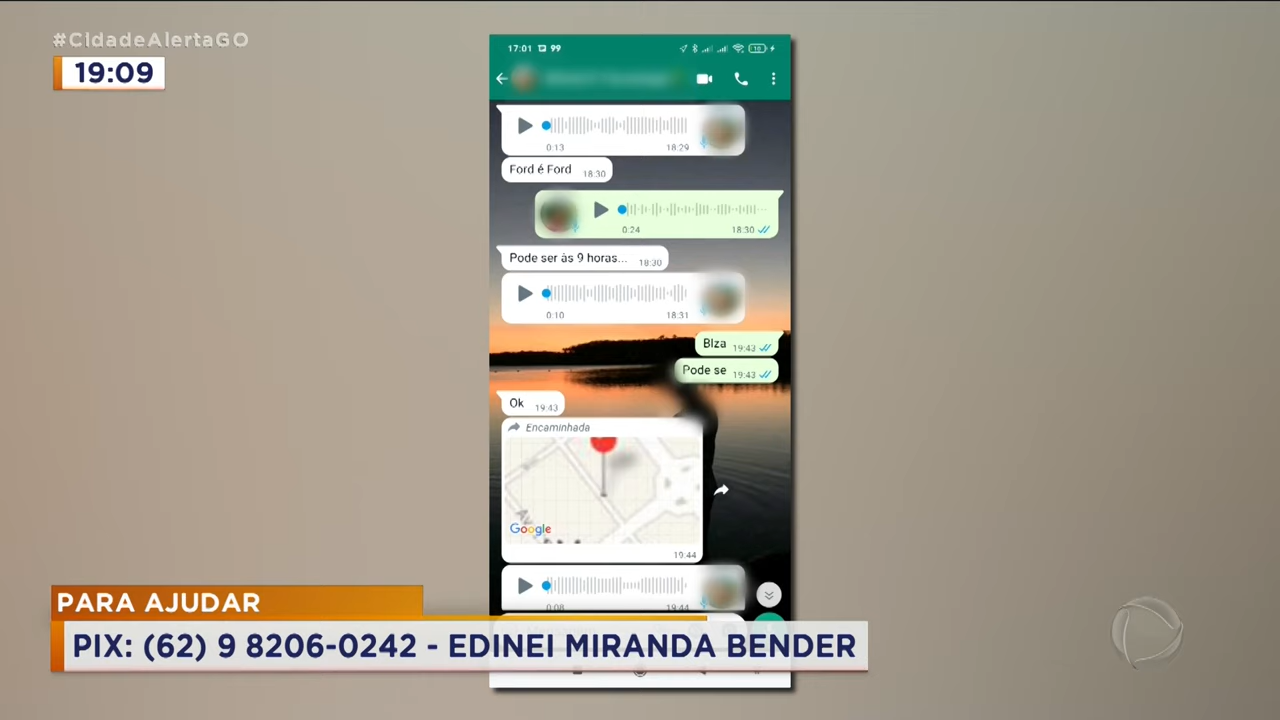 #CidadeAlertaGO
19:09
17:01 99
0:13 18:29
Ford é Ford 18:30
0:24 18:30
Pode ser às 9 horas... 18:30
0:10 18:31
Blza 19:43
Pode se 19:43
Ok 19:43
Encaminhada
Google
19:44
0:08 19:44
PARA AJUDAR
PIX: (62) 9 8206-0242 - EDINEI MIRANDA BENDER